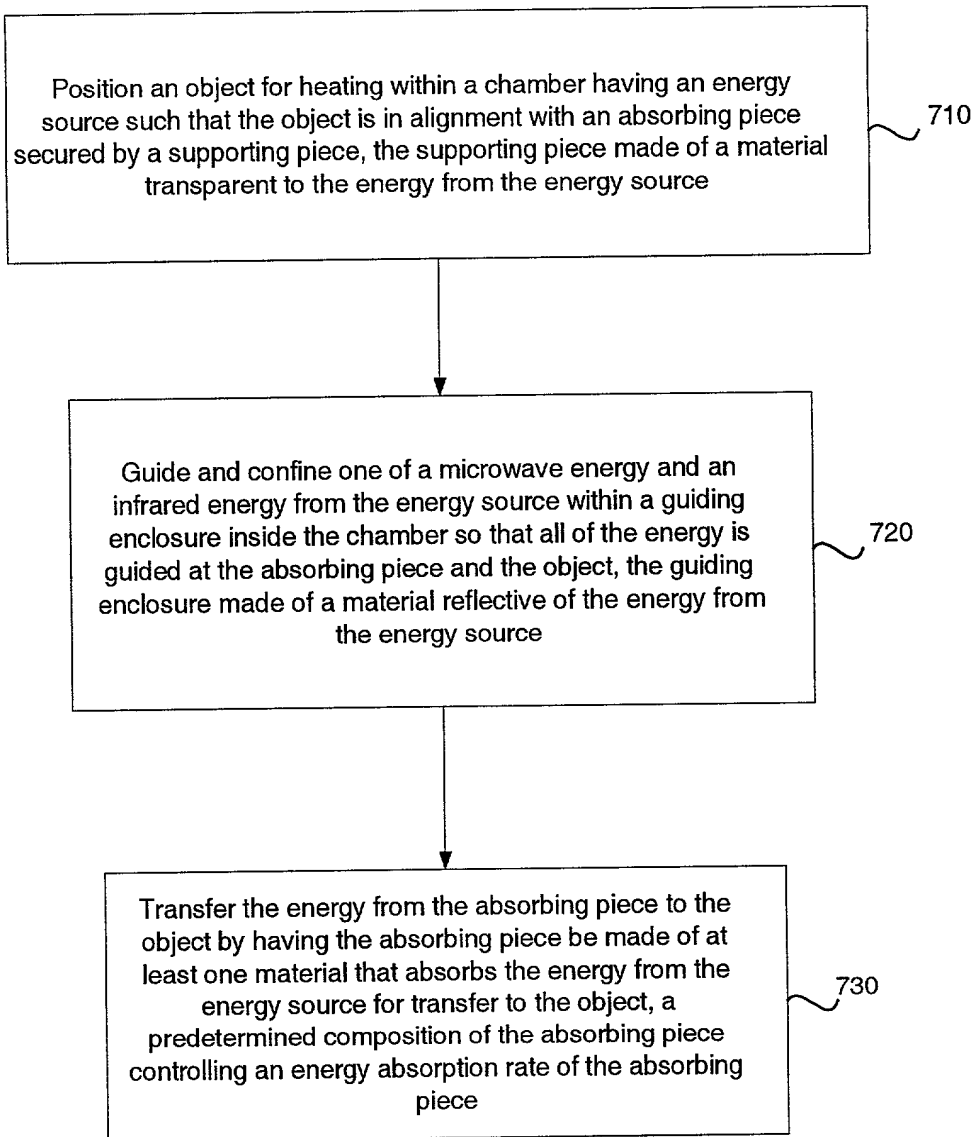 Position an object for heating within a chamber having an energy
source such that the object is in alignment with an absorbing piece
secured by a supporting piece, the supporting piece made of a material
transparent to the energy from the energy source
710
Guide and confine one of a microwave energy and an
infrared energy from the energy source within a guiding
enclosure inside the chamber so that all of the energy is
guided at the absorbing piece and the object, the guiding
enclosure made of a material reflective of the energy from
the energy source
720
Transfer the energy from the absorbing piece to the
object by having the absorbing piece be made of at
least one material that absorbs the energy from the
energy source for transfer to the object, a
predetermined composition of the absorbing piece
controlling an energy absorption rate of the absorbing
piece
730